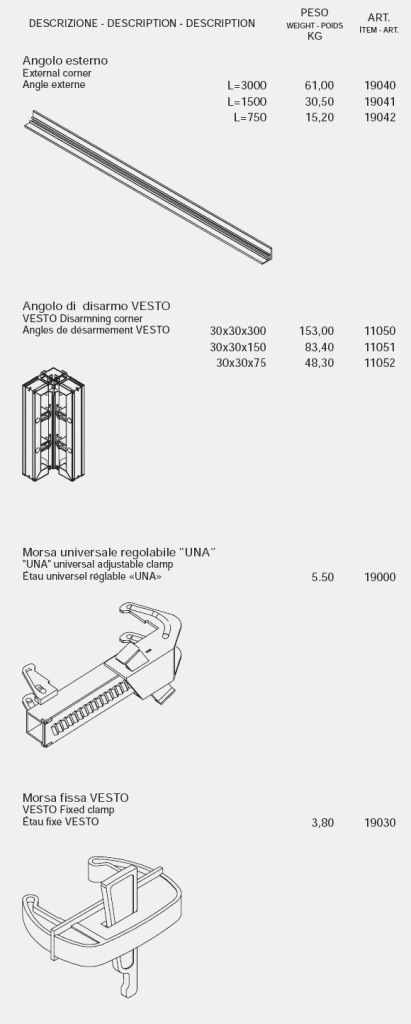 DESCRIZIONE - DESCRIPTION - DESCRIPTION
PESO
WEIGHT - POIDS
KG
ART.
ITEM - ART.
Angolo esterno
External corner
Angle externe L=3000 61,00 19040
L=1500 30,50 19041
L=750 15,20 19042
Angolo di disarmo VESTO
VESTO Disarmning corner
Angles de désarmement VESTO 30x30x300 153,00 11050
30x30x150 83,40 11051
30x30x75 48,30 11052
Morsa universale regolabile "UNA"
"UNA" universal adjustable clamp
Étau universel réglable «UNA» 5.50 19000
Morsa fissa VESTO
VESTO Fixed clamp
Étau fixe VESTO 3,80 19030